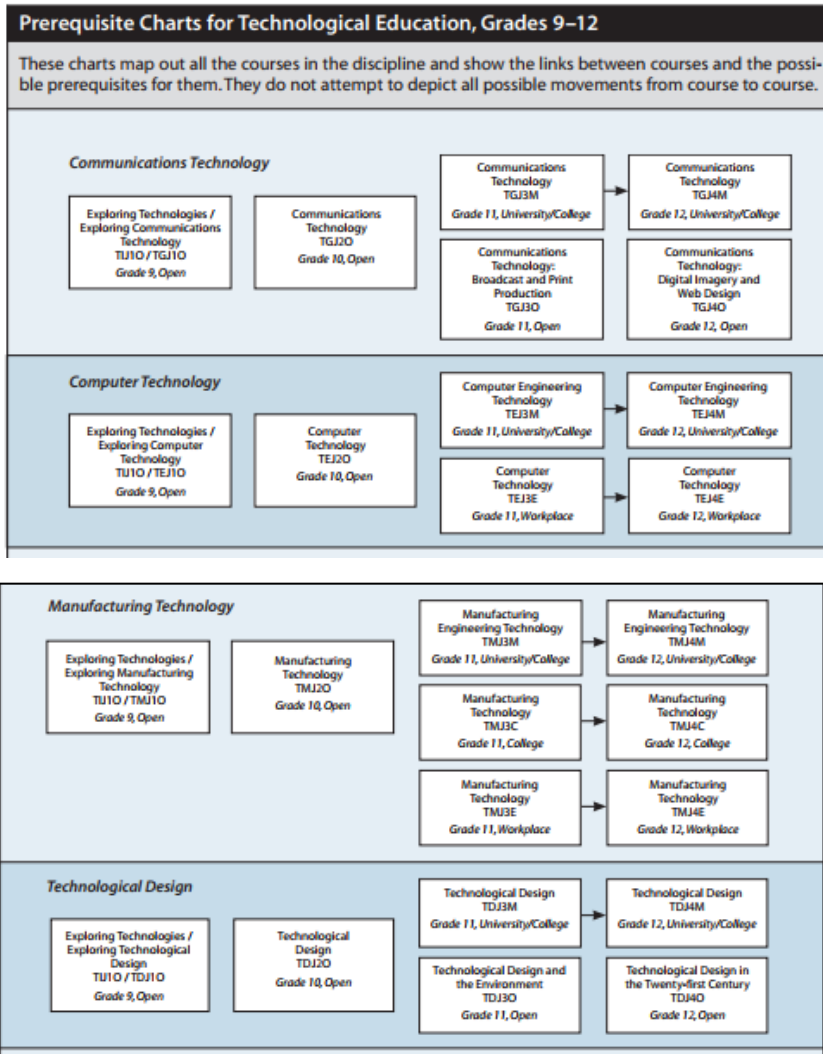 Prerequisite Charts for Technological Education, Grades 9–12
These charts map out all the courses in the discipline and show the links between courses and the possi-
ble prerequisites for them. They do not attempt to depict all possible movements from course to course.
Communications Technology
Exploring Technologies /
Exploring Communications
Technology
TIJ1O / TGJ1O
Grade 9, Open
Communications
Technology
TGJ2O
Grade 10, Open
Communications
Technology
TGJ3M
Grade 11, University/College
Communications
Technology
TGJ4M
Grade 12, University/College
Communications
Technology:
Broadcast and Print
Production
TGJ3O
Grade 11, Open
Communications
Technology:
Digital Imagery and
Web Design
TGJ4O
Grade 12, Open
Computer Technology
Exploring Technologies /
Exploring Computer
Technology
TIJ1O / TEJ1O
Grade 9, Open
Computer
Technology
TEJ2O
Grade 10, Open
Computer Engineering
Technology
TEJ3M
Grade 11, University/College
Computer Engineering
Technology
TEJ4M
Grade 12, University/College
Computer
Technology
TEJ3E
Grade 11, Workplace
Computer
Technology
TEJ4E
Grade 12, Workplace
Manufacturing Technology
Exploring Technologies /
Exploring Manufacturing
Technology
TIJ1O / TMJ1O
Grade 9, Open
Manufacturing
Technology
TMJ2O
Grade 10, Open
Manufacturing
Engineering Technology
TMJ3M
Grade 11, University/College
Manufacturing
Engineering Technology
TMJ4M
Grade 12, University/College
Manufacturing
Technology
TMJ3C
Grade 11, College
Manufacturing
Technology
TMJ4C
Grade 12, College
Manufacturing
Technology
TMJ3E
Grade 11, Workplace
Manufacturing
Technology
TMJ4E
Grade 12, Workplace
Technological Design
Exploring Technologies /
Exploring Technological
Design
TIJ1O / TDJ1O
Grade 9, Open
Technological
Design
TDJ2O
Grade 10, Open
Technological Design
TDJ3M
Grade 11, University/College
Technological Design
TDJ4M
Grade 12, University/College
Technological Design and
the Environment
TDJ3O
Grade 11, Open
Technological Design in
the Twenty-first Century
TDJ4O
Grade 12, Open